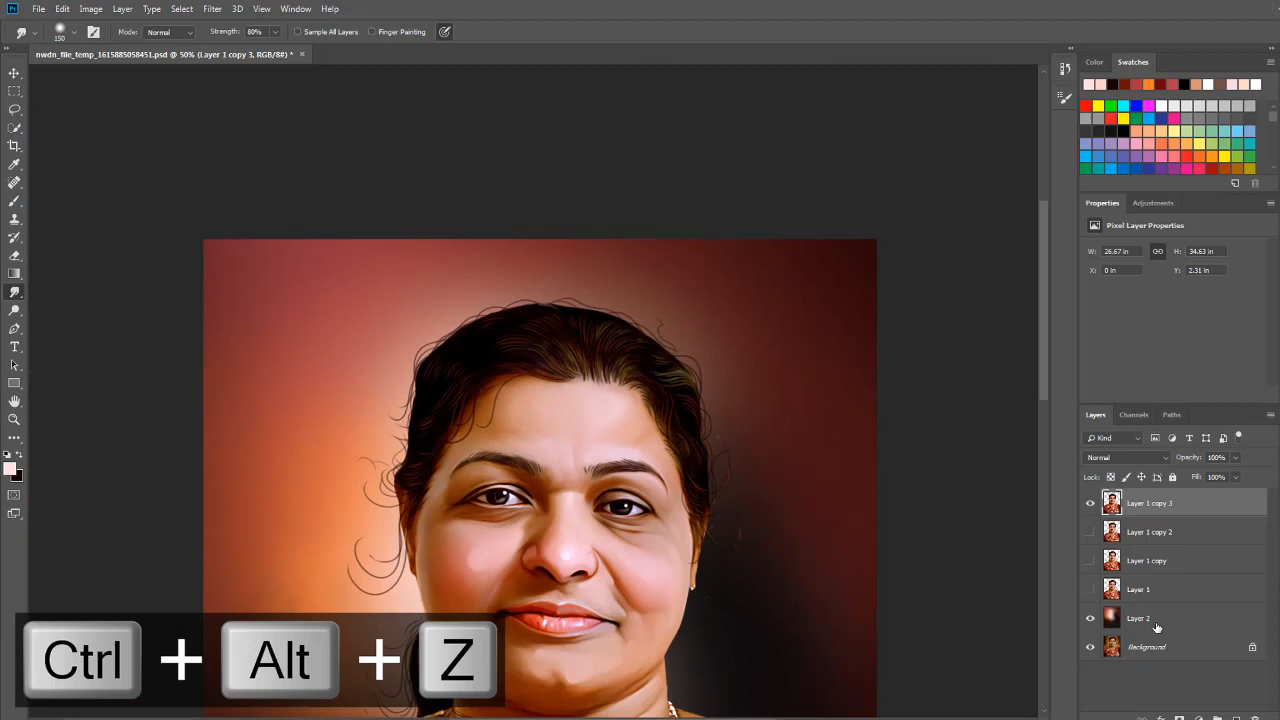 Ps File Edit Image Layer Type Select Filter 3D View Window Help
150 Mode: Normal Strength: 80% Sample All Layers Finger Painting
nwdn_file_temp_1615885058451.psd @ 50% (Layer 1 copy 3, RGB/8#) * ×
Color Swatches
Properties Adjustments
Pixel Layer Properties
W: 26.67 in H: 34.63 in
X: 0 in Y: 2.31 in
Layers Channels Paths
Kind
Normal Opacity: 100%
Lock: Fill: 100%
Layer 1 copy 3
Layer 1 copy 2
Layer 1 copy
Layer 1
Layer 2
Background
Ctrl + Alt + Z